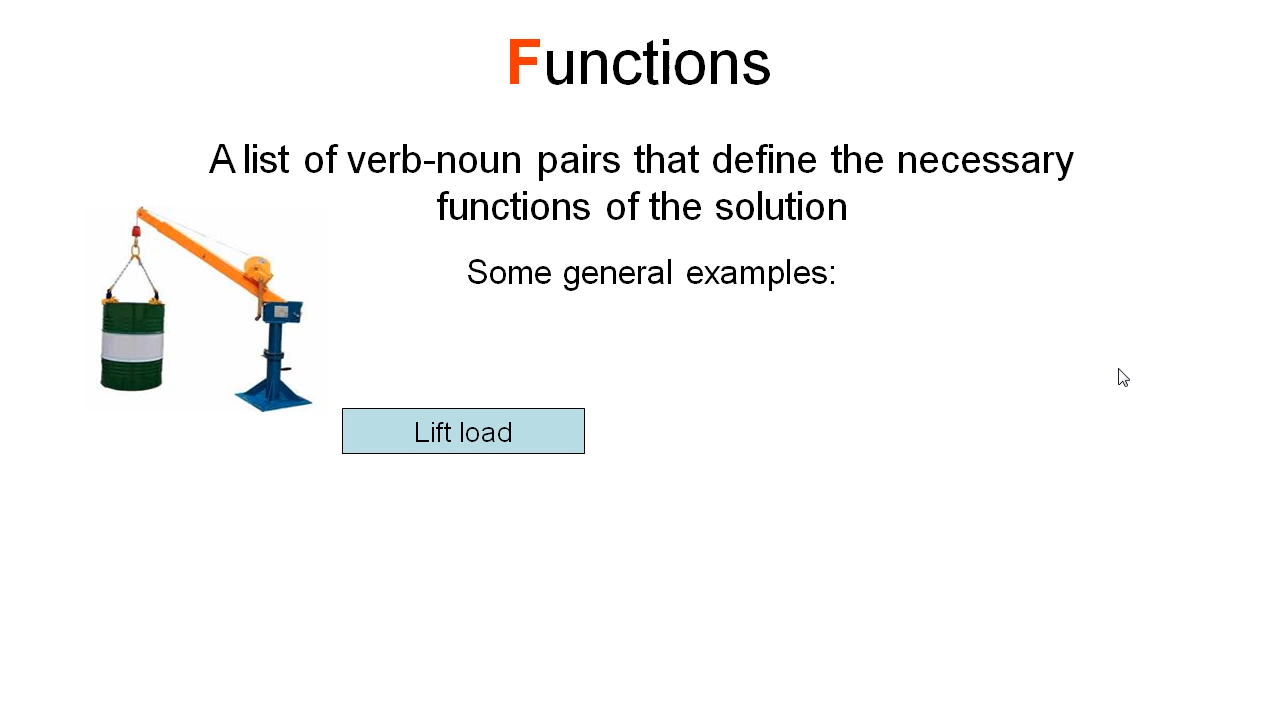 Functions
A list of verb-noun pairs that define the necessary
functions of the solution
Some general examples:
Lift load